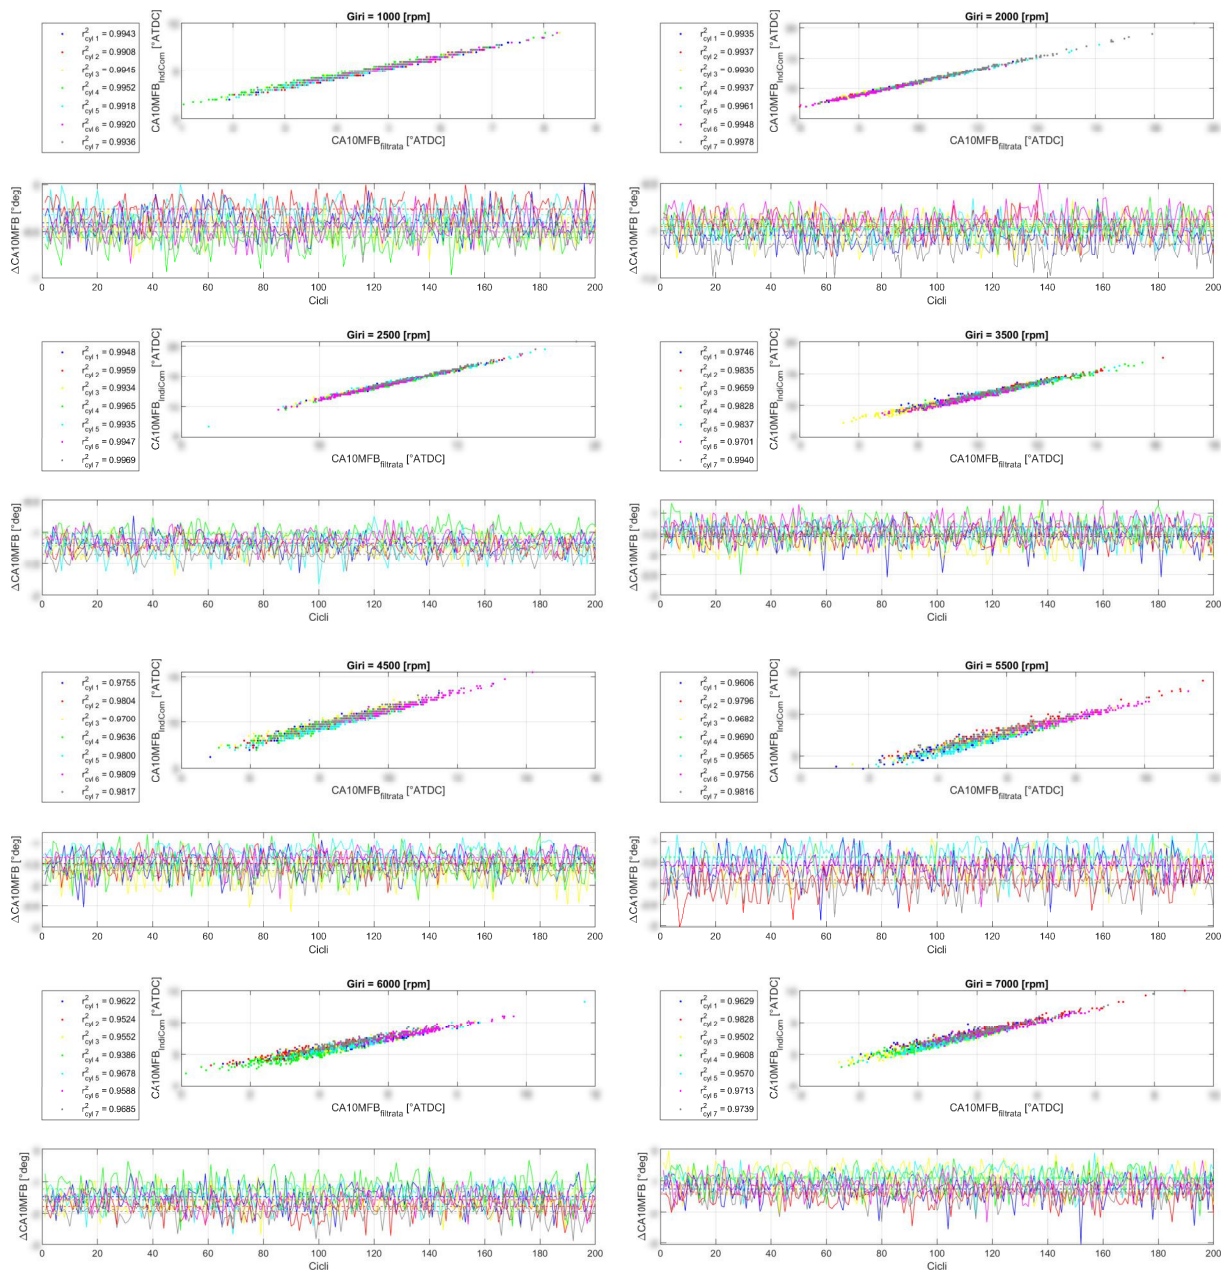 Giri = 1000 [rpm]
r²cyl 1 = 0.9943
r²cyl 2 = 0.9908
r²cyl 3 = 0.9945
r²cyl 4 = 0.9952
r²cyl 5 = 0.9918
r²cyl 6 = 0.9920
r²cyl 7 = 0.9936
CA10MFB_IndiCom [°ATDC]
CA10MFB_filtrata [°ATDC]
ΔCA10MFB [°deg]
0 20 40 60 80 100 120 140 160 180 200
Cicli
Giri = 2000 [rpm]
r²cyl 1 = 0.9935
r²cyl 2 = 0.9937
r²cyl 3 = 0.9930
r²cyl 4 = 0.9937
r²cyl 5 = 0.9961
r²cyl 6 = 0.9948
r²cyl 7 = 0.9978
CA10MFB_IndiCom [°ATDC]
CA10MFB_filtrata [°ATDC]
ΔCA10MFB [°deg]
0 20 40 60 80 100 120 140 160 180 200
Cicli
Giri = 2500 [rpm]
r²cyl 1 = 0.9948
r²cyl 2 = 0.9959
r²cyl 3 = 0.9934
r²cyl 4 = 0.9965
r²cyl 5 = 0.9935
r²cyl 6 = 0.9947
r²cyl 7 = 0.9969
CA10MFB_IndiCom [°ATDC]
CA10MFB_filtrata [°ATDC]
ΔCA10MFB [°deg]
0 20 40 60 80 100 120 140 160 180 200
Cicli
Giri = 3500 [rpm]
r²cyl 1 = 0.9746
r²cyl 2 = 0.9835
r²cyl 3 = 0.9659
r²cyl 4 = 0.9828
r²cyl 5 = 0.9837
r²cyl 6 = 0.9701
r²cyl 7 = 0.9940
CA10MFB_IndiCom [°ATDC]
CA10MFB_filtrata [°ATDC]
ΔCA10MFB [°deg]
0 20 40 60 80 100 120 140 160 180 200
Cicli
Giri = 4500 [rpm]
r²cyl 1 = 0.9755
r²cyl 2 = 0.9804
r²cyl 3 = 0.9700
r²cyl 4 = 0.9636
r²cyl 5 = 0.9800
r²cyl 6 = 0.9809
r²cyl 7 = 0.9817
CA10MFB_IndiCom [°ATDC]
CA10MFB_filtrata [°ATDC]
ΔCA10MFB [°deg]
0 20 40 60 80 100 120 140 160 180 200
Cicli
Giri = 5500 [rpm]
r²cyl 1 = 0.9606
r²cyl 2 = 0.9796
r²cyl 3 = 0.9682
r²cyl 4 = 0.9690
r²cyl 5 = 0.9565
r²cyl 6 = 0.9756
r²cyl 7 = 0.9816
CA10MFB_IndiCom [°ATDC]
CA10MFB_filtrata [°ATDC]
ΔCA10MFB [°deg]
0 20 40 60 80 100 120 140 160 180 200
Cicli
Giri = 6000 [rpm]
r²cyl 1 = 0.9622
r²cyl 2 = 0.9524
r²cyl 3 = 0.9552
r²cyl 4 = 0.9386
r²cyl 5 = 0.9678
r²cyl 6 = 0.9588
r²cyl 7 = 0.9685
CA10MFB_IndiCom [°ATDC]
CA10MFB_filtrata [°ATDC]
ΔCA10MFB [°deg]
0 20 40 60 80 100 120 140 160 180 200
Cicli
Giri = 7000 [rpm]
r²cyl 1 = 0.9629
r²cyl 2 = 0.9828
r²cyl 3 = 0.9502
r²cyl 4 = 0.9608
r²cyl 5 = 0.9570
r²cyl 6 = 0.9713
r²cyl 7 = 0.9739
CA10MFB_IndiCom [°ATDC]
CA10MFB_filtrata [°ATDC]
ΔCA10MFB [°deg]
0 20 40 60 80 100 120 140 160 180 200
Cicli